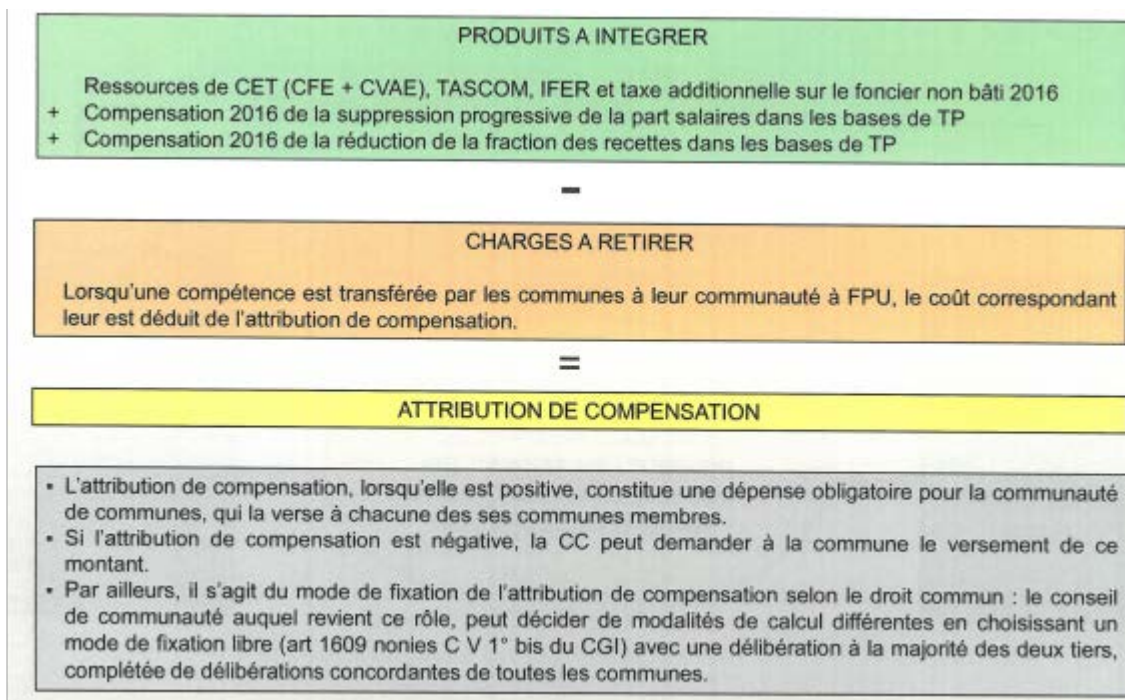 PRODUITS A INTEGRER
Ressources de CET (CFE + CVAE), TASCOM, IFER et taxe additionnelle sur le foncier non bâti 2016
+ Compensation 2016 de la suppression progressive de la part salaires dans les bases de TP
+ Compensation 2016 de la réduction de la fraction des recettes dans les bases de TP
-
CHARGES A RETIRER
Lorsqu'une compétence est transférée par les communes à leur communauté à FPU, le coût correspondant
leur est déduit de l'attribution de compensation.
=
ATTRIBUTION DE COMPENSATION
• L'attribution de compensation, lorsqu'elle est positive, constitue une dépense obligatoire pour la communauté
de communes, qui la verse à chacune des ses communes membres.
• Si l'attribution de compensation est négative, la CC peut demander à la commune le versement de ce
montant.
• Par ailleurs, il s'agit du mode de fixation de l'attribution de compensation selon le droit commun : le conseil
de communauté auquel revient ce rôle, peut décider de modalités de calcul différentes en choisissant un
mode de fixation libre (art 1609 nonies C V 1° bis du CGI) avec une délibération à la majorité des deux tiers,
complétée de délibérations concordantes de toutes les communes.